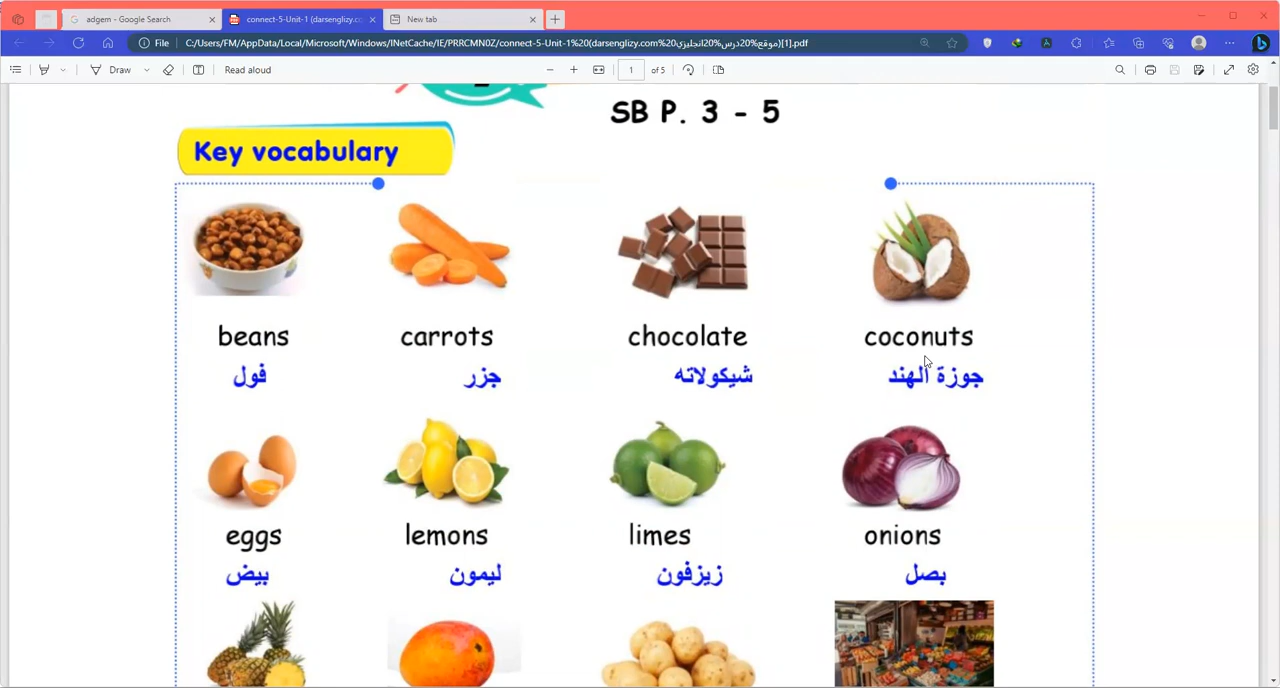 adgem - Google Search
connect-5-Unit-1 (darsenglizy.com
New tab
File
C:/Users/FM/AppData/Local/Microsoft/Windows/INetCache/IE/PRRCMN0Z/connect-5-Unit-1%20(darsenglizy.com%20موقع%20درس%20انجليزي)[1].pdf
Draw
Read aloud
1 of 5
SB P. 3 - 5
Key vocabulary
beans carrots chocolate coconuts
فول جزر شيكولاته جوزة الهند
eggs lemons limes onions
بيض ليمون زيزفون بصل